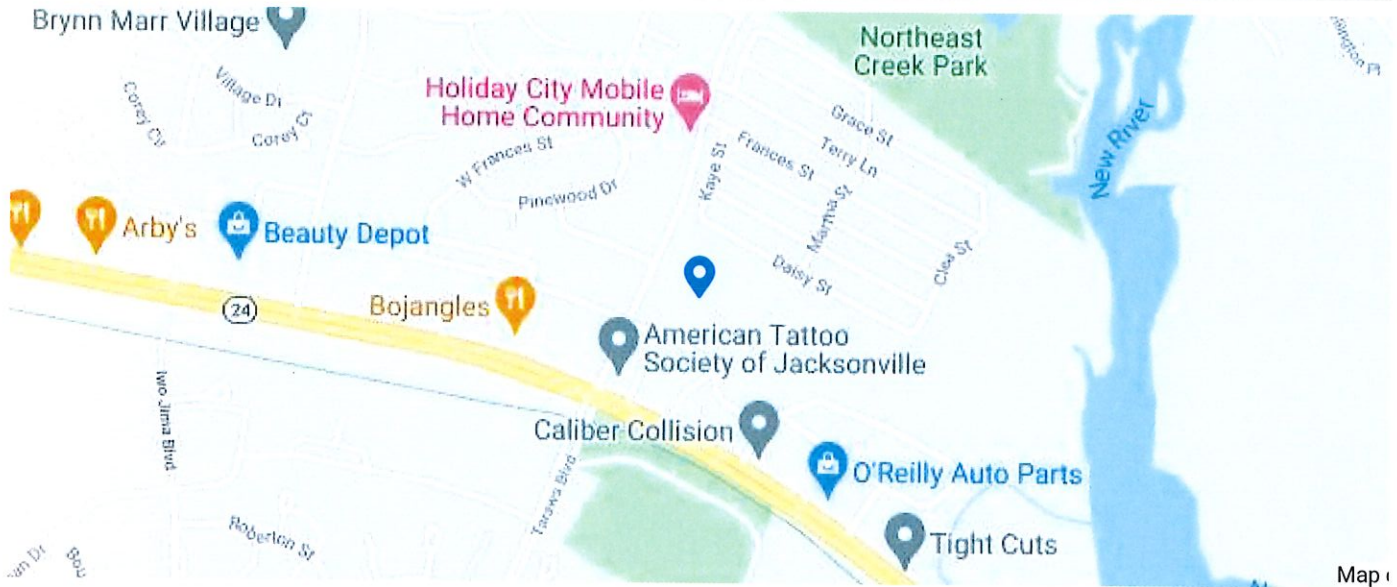 Brynn Marr Village
Northeast
Creek Park
Village Dr
Corey Cir
Corey Ct
Holiday City Mobile
Home Community
Grace St
Terry Ln
Frances St
W Frances St
Pinewood Dr
Kaye St
Martha St
New River
Arby's
Beauty Depot
Daisy St
Clea St
24
Bojangles
American Tattoo
Society of Jacksonville
Iwo Jima Blvd
Caliber Collision
Tarawa Blvd
O'Reilly Auto Parts
Roberton St
Tight Cuts
Map